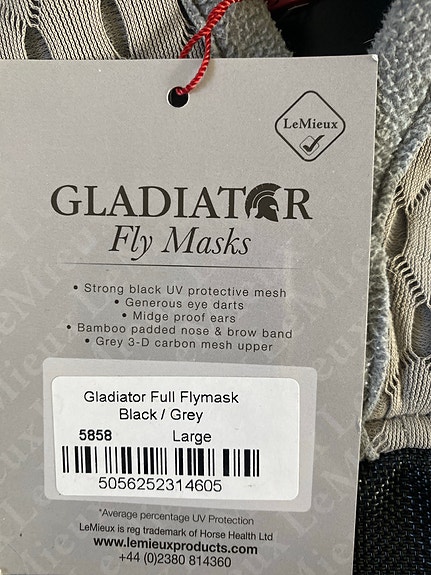 LeMieux
GLADIATOR
Fly Masks
• Strong black UV protective mesh
• Generous eye darts
• Midge proof ears
• Bamboo padded nose & brow band
• Grey 3-D carbon mesh upper
Gladiator Full Flymask
Black / Grey
5858 Large
5056252314605
*Average percentage UV Protection
LeMieux is reg trademark of Horse Health Ltd
www.lemieuxproducts.com
+44 (0)2380 814360